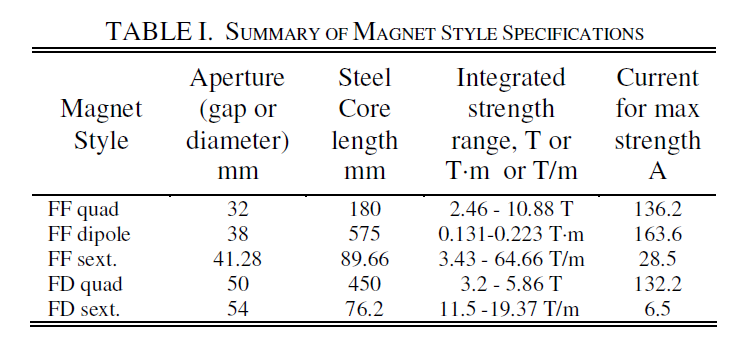 TABLE I. SUMMARY OF MAGNET STYLE SPECIFICATIONS
Magnet Style Aperture (gap or diameter) mm Steel Core length mm Integrated strength range, T or T·m or T/m Current for max strength A
FF quad 32 180 2.46 - 10.88 T 136.2
FF dipole 38 575 0.131-0.223 T·m 163.6
FF sext. 41.28 89.66 3.43 - 64.66 T/m 28.5
FD quad 50 450 3.2 - 5.86 T 132.2
FD sext. 54 76.2 11.5 -19.37 T/m 6.5